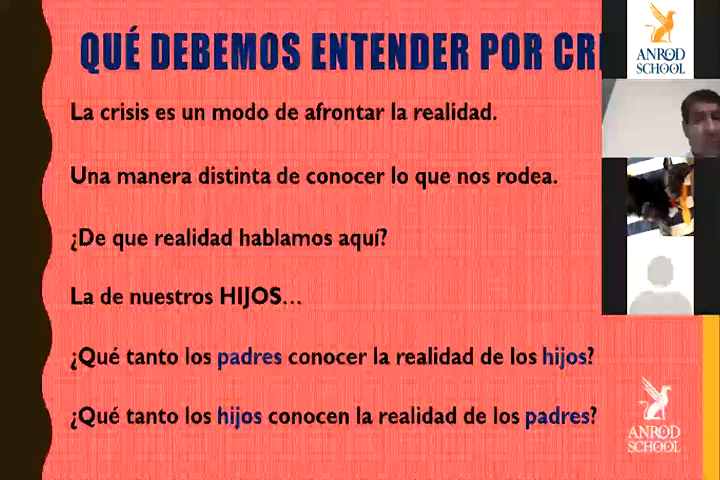 QUÉ DEBEMOS ENTENDER POR
ANROD
SCHOOL
La crisis es un modo de afrontar la realidad.
Una manera distinta de conocer lo que nos rodea.
¿De que realidad hablamos aquí?
La de nuestros HIJOS...
¿Qué tanto los padres conocer la realidad de los hijos?
¿Qué tanto los hijos conocen la realidad de los padres?
ANROD
SCHOOL